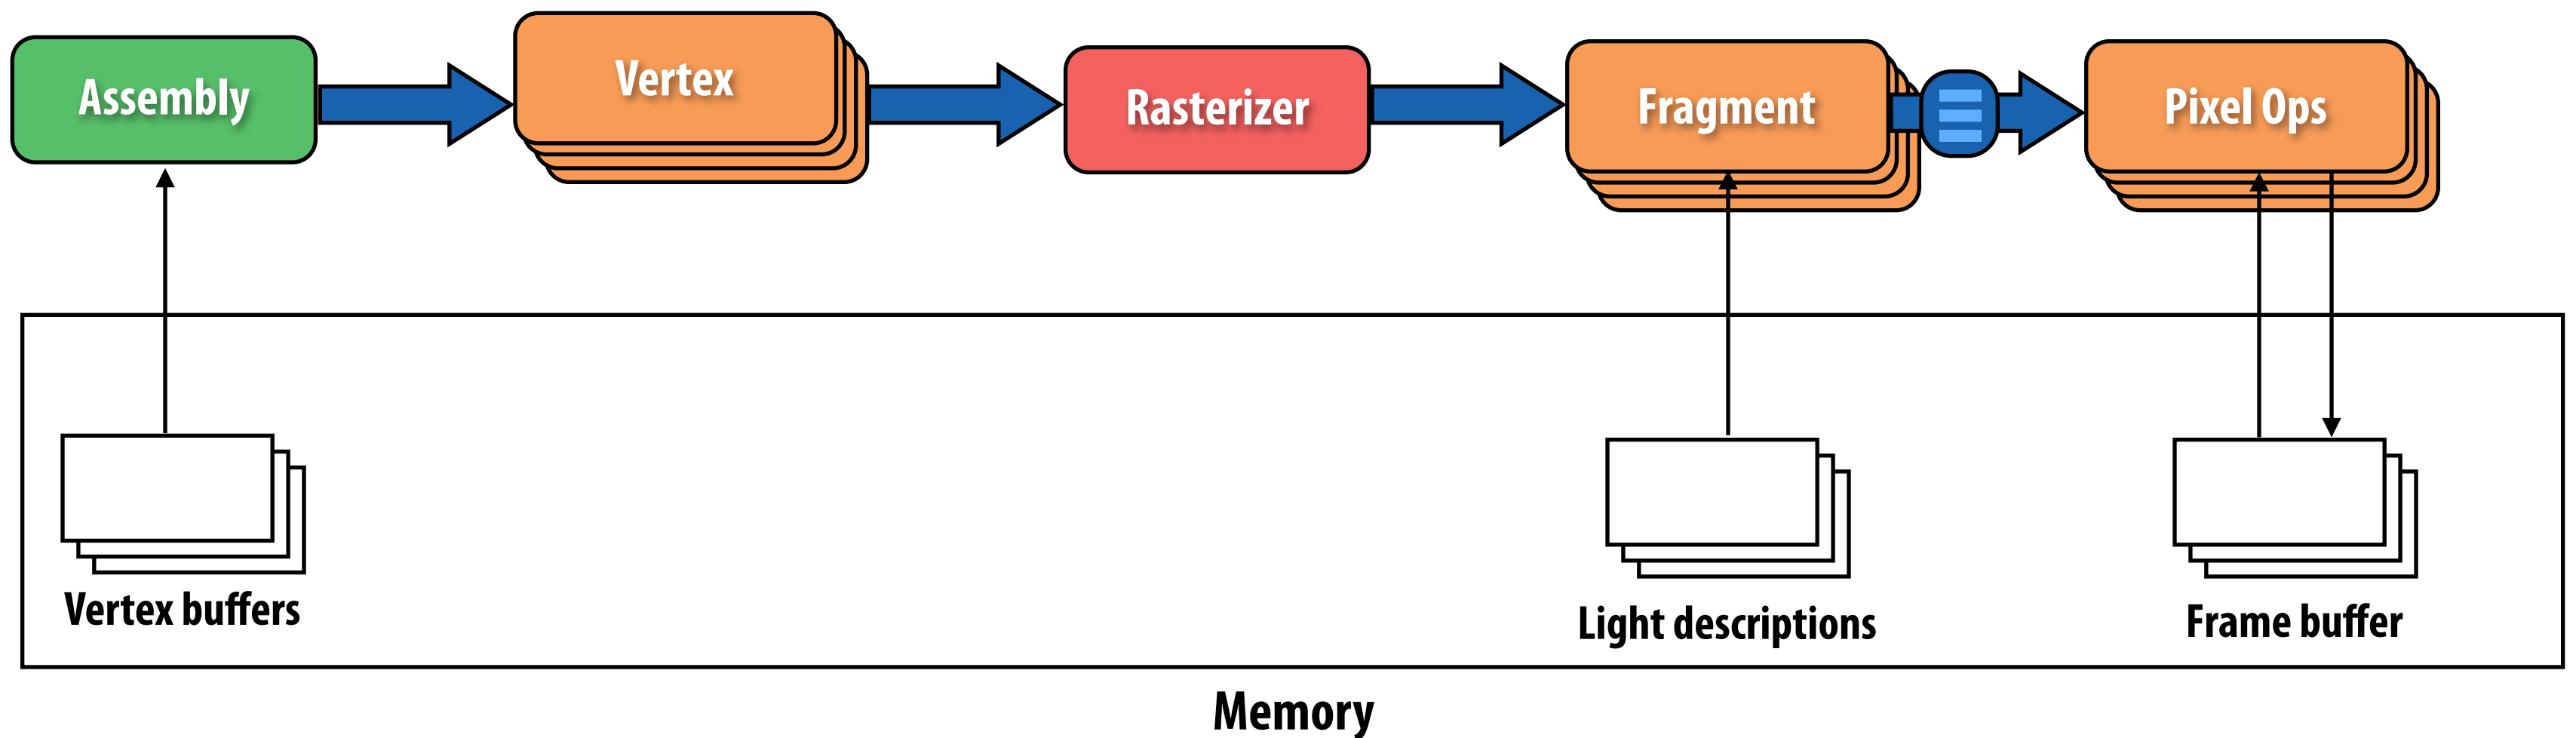 Assembly
Vertex
Rasterizer
Fragment
Pixel Ops
Vertex buffers
Light descriptions
Frame buffer
Memory